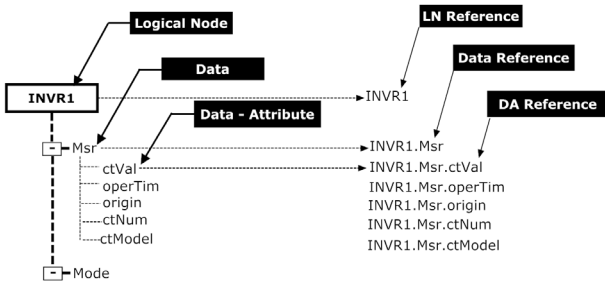 Logical Node
LN Reference
Data
Data Reference
INVR1
INVR1
Data - Attribute
DA Reference
Msr
INVR1.Msr
ctVal
INVR1.Msr.ctVal
operTim
INVR1.Msr.operTim
origin
INVR1.Msr.origin
ctNum
INVR1.Msr.ctNum
ctModel
INVR1.Msr.ctModel
Mode